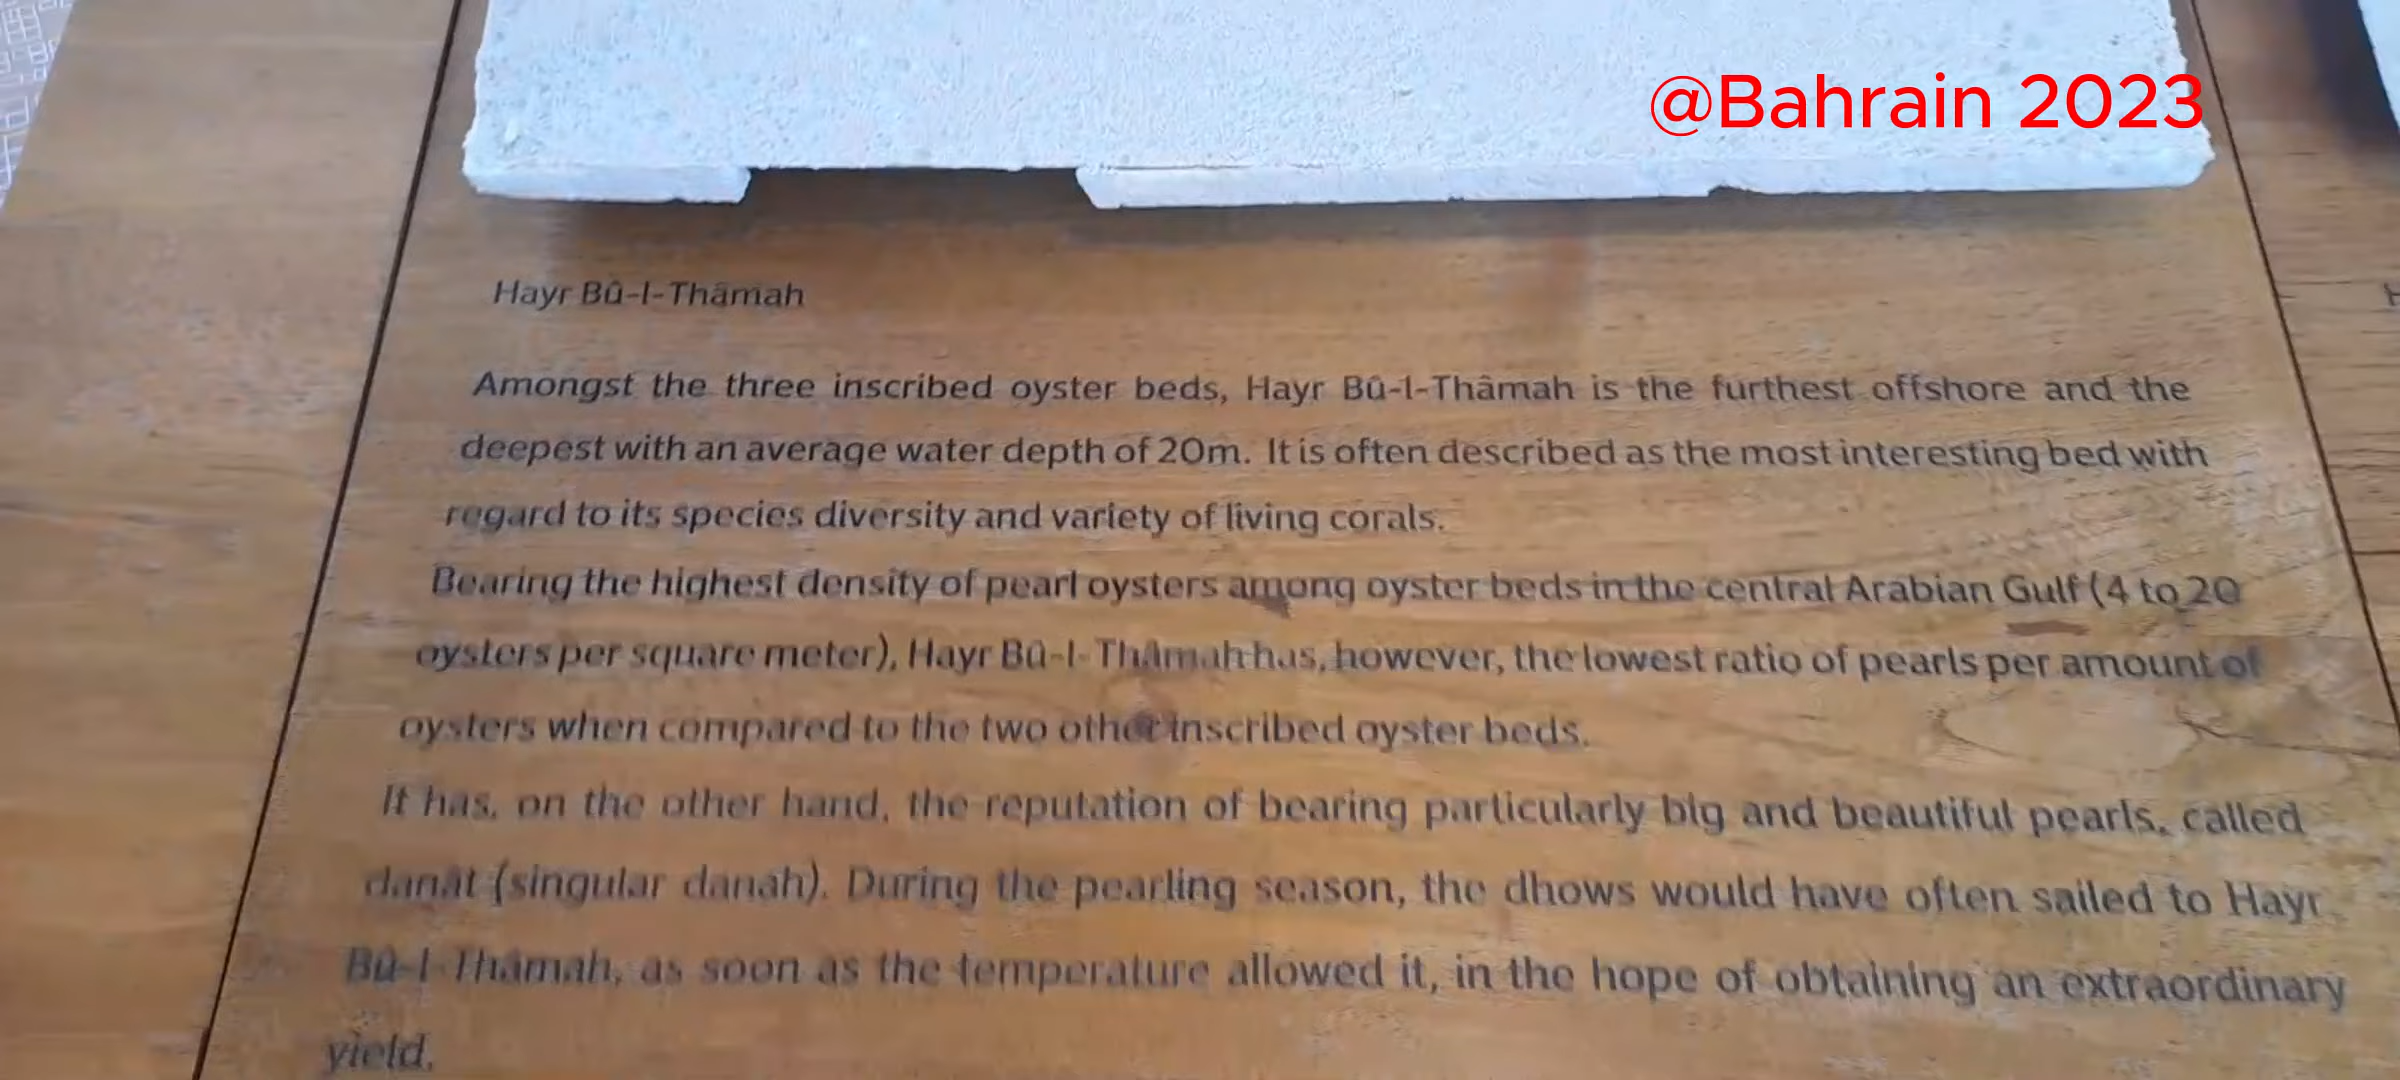 @Bahrain 2023
Hayr Bû-l-Thâmah
Amongst the three inscribed oyster beds, Hayr Bû-l-Thâmah is the furthest offshore and the
deepest with an average water depth of 20m. It is often described as the most interesting bed with
regard to its species diversity and variety of living corals.
Bearing the highest density of pearl oysters among oyster beds in the central Arabian Gulf (4 to 20
oysters per square meter), Hayr Bû-l-Thâmah has, however, the lowest ratio of pearls per amount of
oysters when compared to the two other inscribed oyster beds.
It has, on the other hand, the reputation of bearing particularly big and beautiful pearls, called
danât (singular danah). During the pearling season, the dhows would have often sailed to Hayr
Bû-l-Thâmah, as soon as the temperature allowed it, in the hope of obtaining an extraordinary
yield.